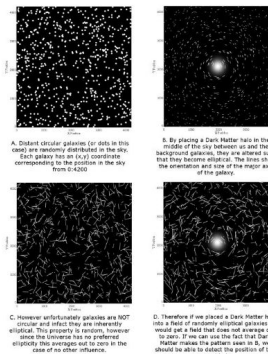 A. Distant circular galaxies (or dots in this
case) are randomly distributed in the sky.
Each galaxy has an (x,y) coordinate
corresponding to the position in the sky
from 0:4200
B. By placing a Dark Matter halo in the
middle of the sky between us and the
background galaxies, they are altered su
that they become elliptical. The lines sh
the orientation and size of the major ax
of the galaxy.
C. However unfortunately galaxies are NOT
circular and infact they are inherently
elliptical. This property is random, however
since the Universe has no preferred
ellipticity this averages out to zero in the
case of no other influence.
D. Therefore if we placed a Dark Matter h
into a field of randomly elliptical galaxies
would get a field that does not average o
to zero. If we can use the fact that Dar
Matter makes the pattern seen in B, we
should be able to detect the position of t